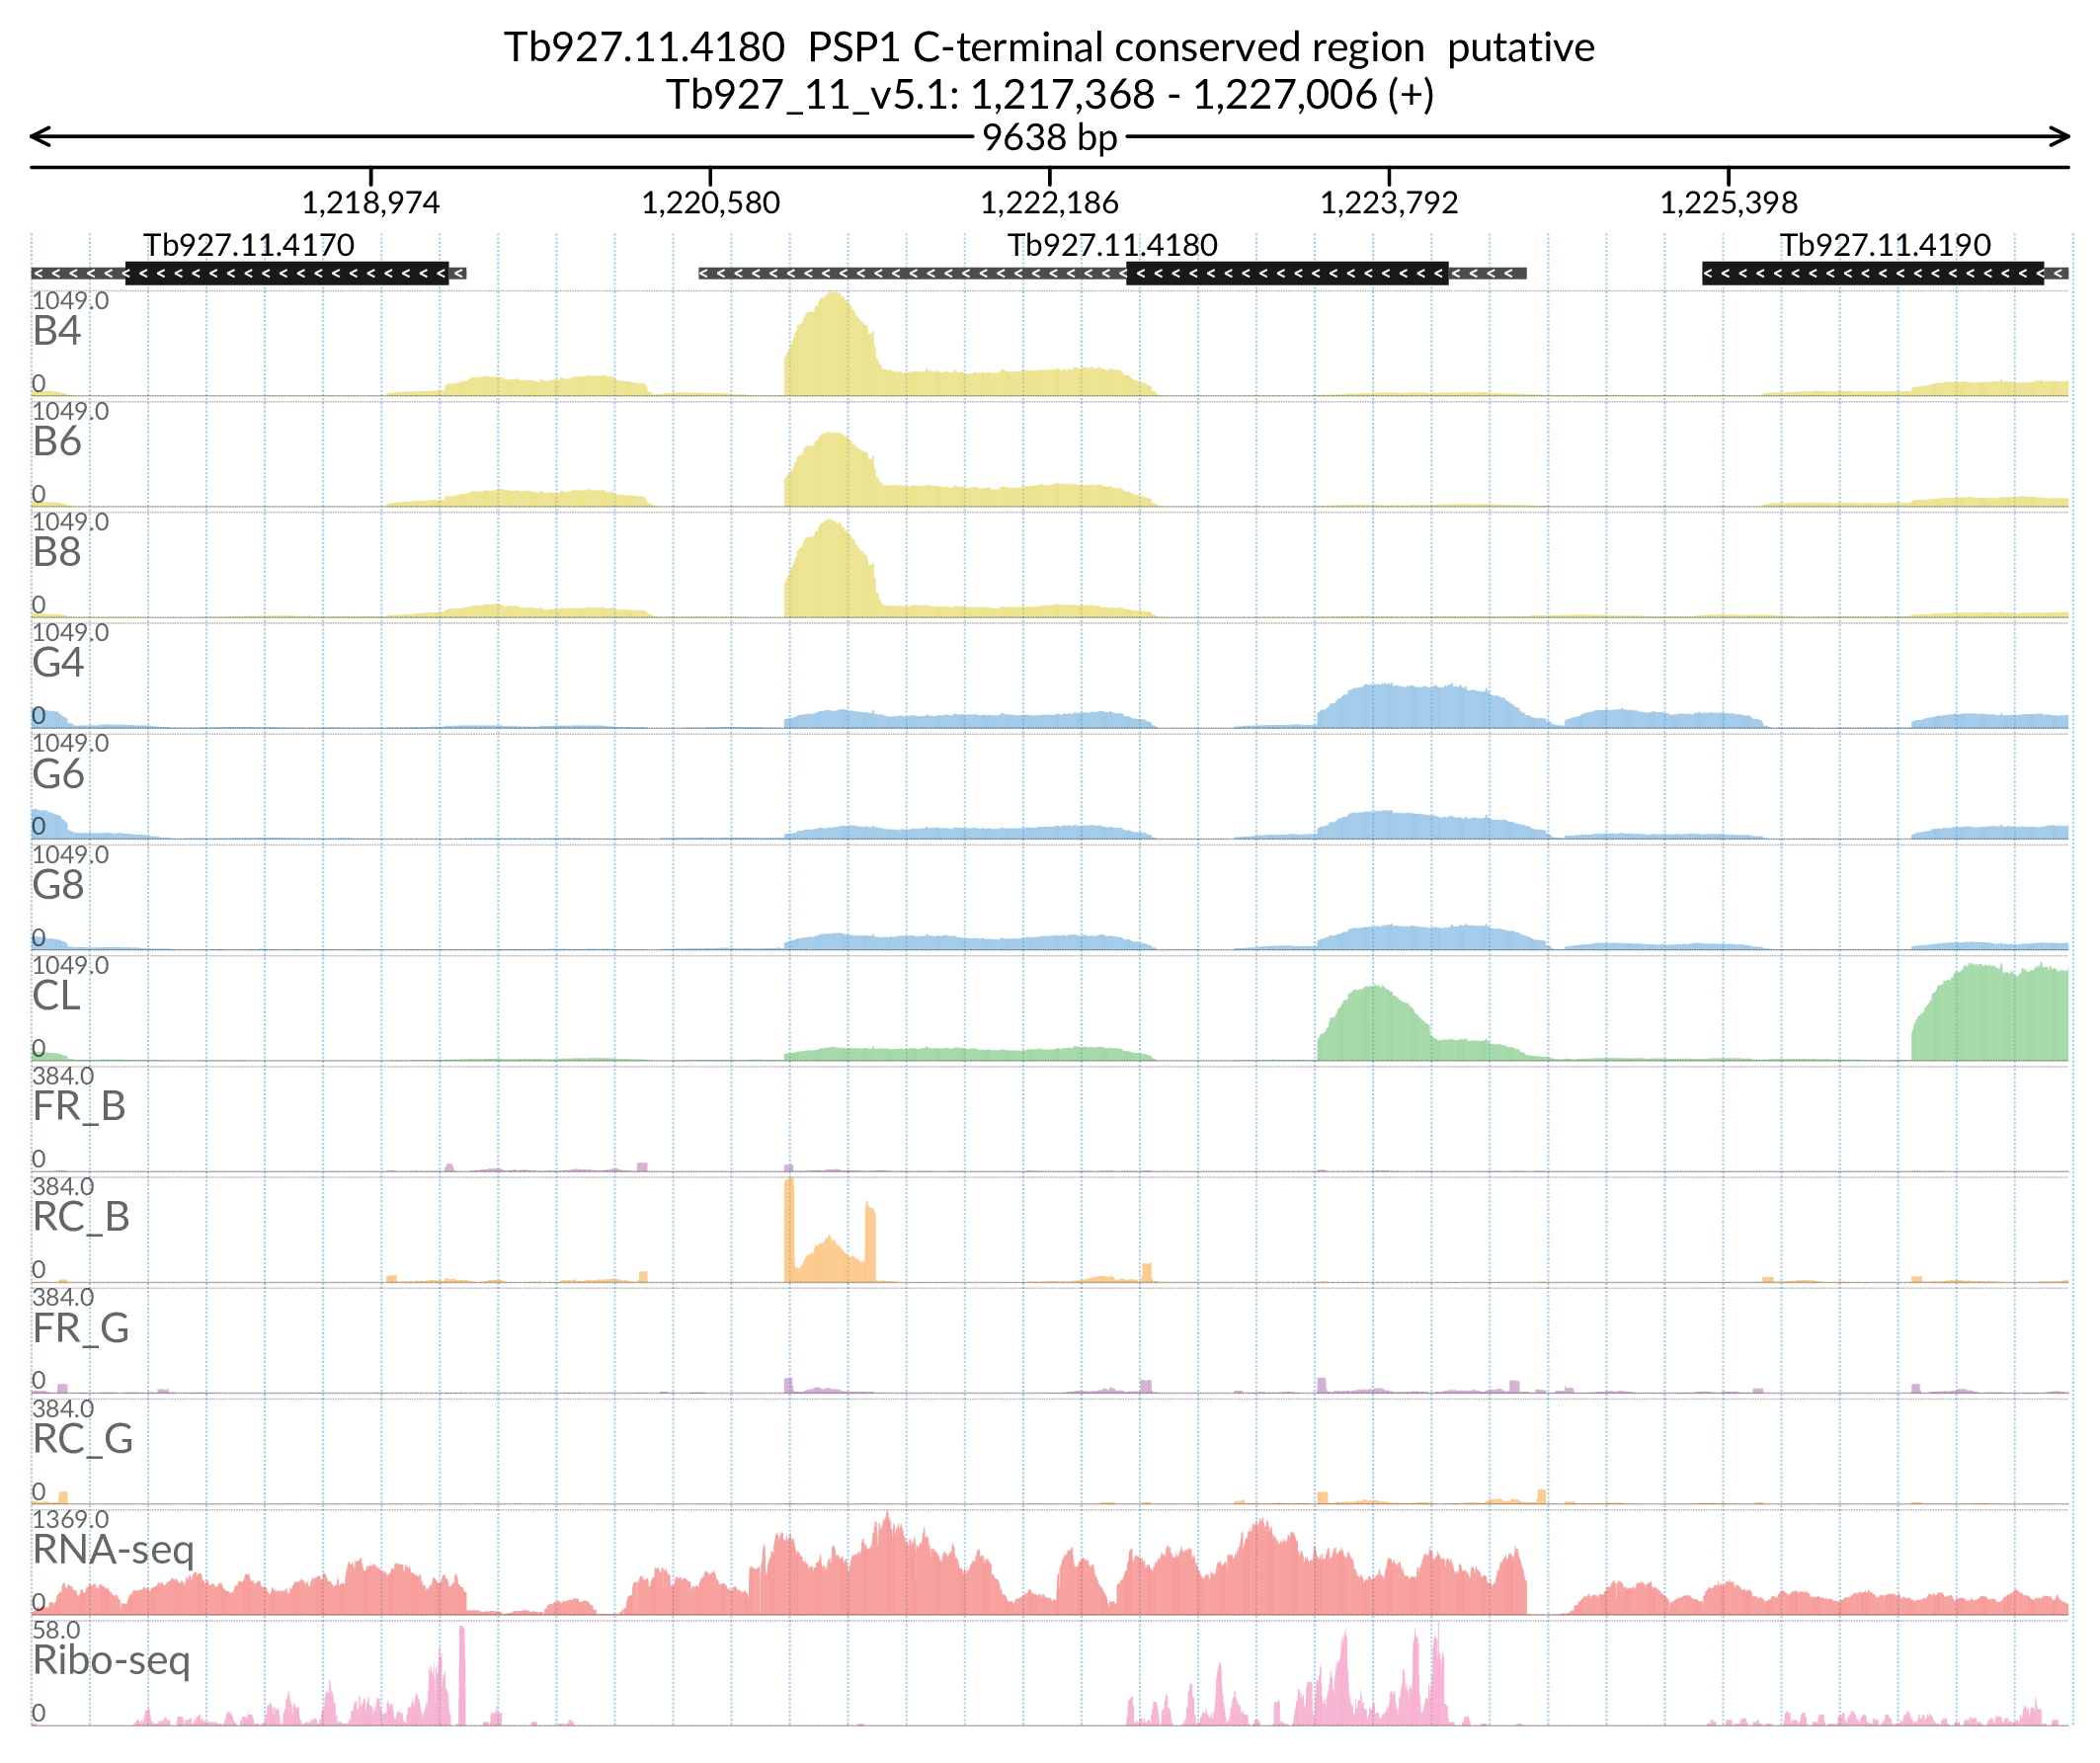 Tb927.11.4180 PSP1 C-terminal conserved region putative
Tb927_11_v5.1: 1,217,368 - 1,227,006 (+)
9638 bp
1,218,974 1,220,580 1,222,186 1,223,792 1,225,398
Tb927.11.4170 Tb927.11.4180 Tb927.11.4190
1049.0
B4
0
1049.0
B6
0
1049.0
B8
0
1049.0
G4
0
1049.0
G6
0
1049.0
G8
0
1049.0
CL
0
384.0
FR_B
0
384.0
RC_B
0
384.0
FR_G
0
384.0
RC_G
0
1369.0
RNA-seq
0
58.0
Ribo-seq
0